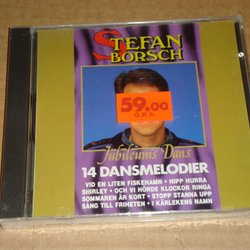 STEFAN
BORSCH
59.00
O.R.S.
Jubileums Dans
14 DANSMELODIER
VID EN LITEN FISKEHAMN • HIPP HURRA
SHIRLEY • OCH VI HÖRDE KLOCKOR RINGA
SOMMAREN ÄR KORT • STOPP STANNA UPP
SÅNG TILL FRIHETEN • I KÄRLEKENS NAMN